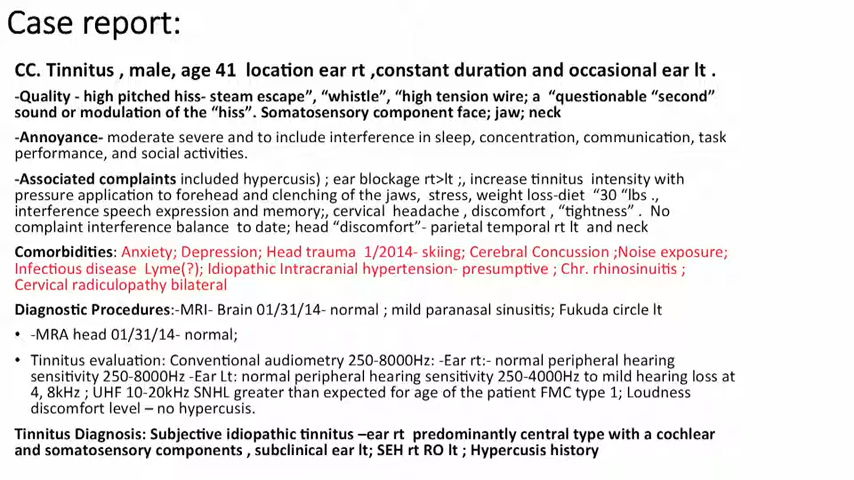 Case report:
CC. Tinnitus , male, age 41 location ear rt ,constant duration and occasional ear lt .
-Quality - high pitched hiss- steam escape”, “whistle”, “high tension wire; a “questionable “second”
sound or modulation of the “hiss”. Somatosensory component face; jaw; neck
-Annoyance- moderate severe and to include interference in sleep, concentration, communication, task
performance, and social activities.
-Associated complaints included hypercusis) ; ear blockage rt>lt ;, increase tinnitus intensity with
pressure application to forehead and clenching of the jaws, stress, weight loss-diet “30 “lbs .,
interference speech expression and memory;, cervical headache , discomfort , “tightness” . No
complaint interference balance to date; head “discomfort”- parietal temporal rt lt and neck
Comorbidities: Anxiety; Depression; Head trauma 1/2014- skiing; Cerebral Concussion ;Noise exposure;
Infectious disease Lyme(?); Idiopathic Intracranial hypertension- presumptive ; Chr. rhinosinuitis ;
Cervical radiculopathy bilateral
Diagnostic Procedures:-MRI- Brain 01/31/14- normal ; mild paranasal sinusitis; Fukuda circle lt
• -MRA head 01/31/14- normal;
• Tinnitus evaluation: Conventional audiometry 250-8000Hz: -Ear rt:- normal peripheral hearing
sensitivity 250-8000Hz -Ear Lt: normal peripheral hearing sensitivity 250-4000Hz to mild hearing loss at
4, 8kHz ; UHF 10-20kHz SNHL greater than expected for age of the patient FMC type 1; Loudness
discomfort level – no hypercusis.
Tinnitus Diagnosis: Subjective idiopathic tinnitus –ear rt predominantly central type with a cochlear
and somatosensory components , subclinical ear lt; SEH rt RO lt ; Hypercusis history